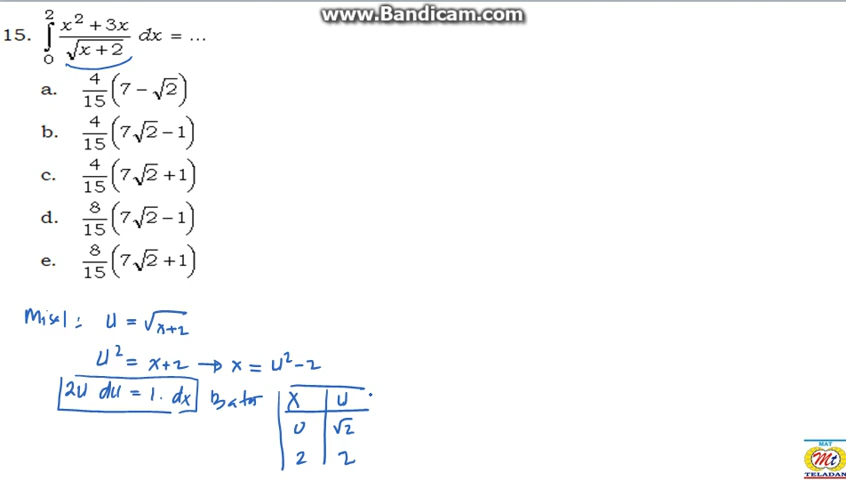 www.Bandicam.com
15. ∫₀² (x² + 3x)/√(x + 2) dx = ...
a. 4/15 (7 − √2)
b. 4/15 (7√2 − 1)
c. 4/15 (7√2 + 1)
d. 8/15 (7√2 − 1)
e. 8/15 (7√2 + 1)
Misl : u = √x+2
u² = x+2 → x = u² − 2
2u du = 1. dx Batas x u
0 √2
2 2
MAT
Mt
TELADAN